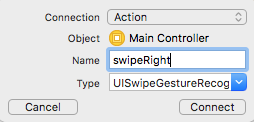 Connection Action
Object Main Controller
Name swipeRight
Type UISwipeGestureRecog
Cancel Connect